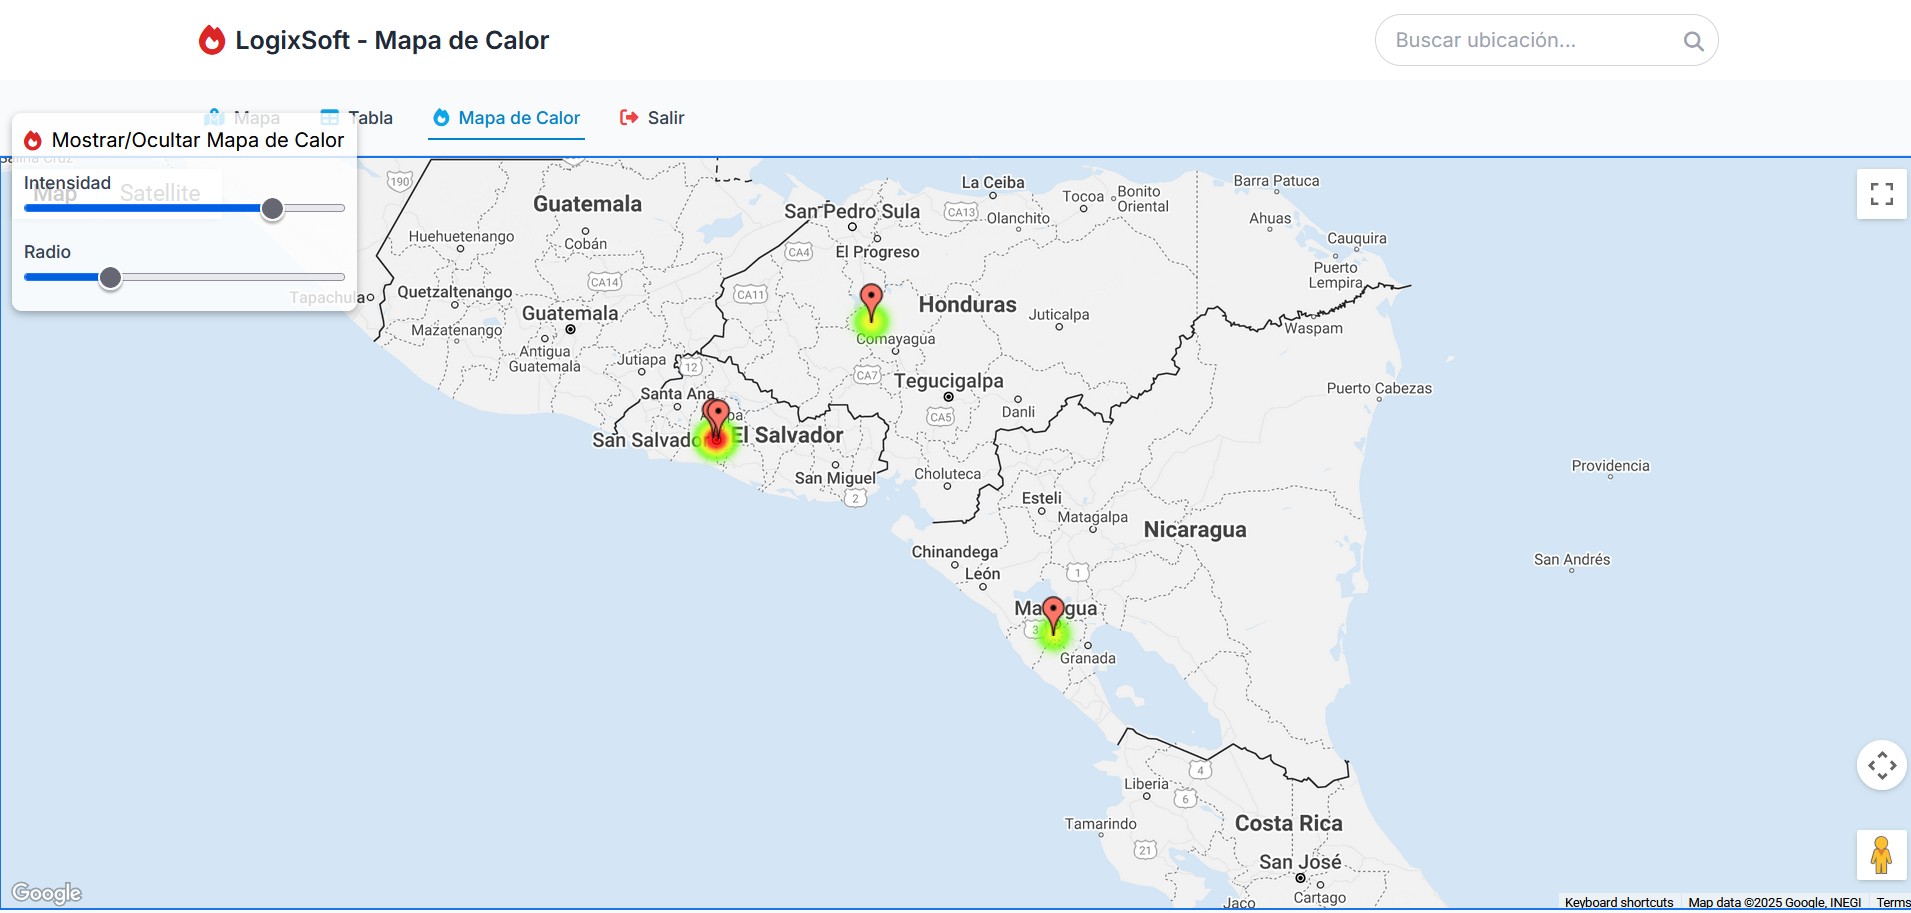 LogixSoft - Mapa de Calor
Buscar ubicación...
Mapa
Tabla
Mapa de Calor
Salir
Mostrar/Ocultar Mapa de Calor
Intensidad
Map
Satellite
Radio
Salina Cruz
190
Guatemala
La Ceiba
Tocoa
Bonito
Oriental
Barra Patuca
San Pedro Sula
CA13
Olanchito
Ahuas
Huehuetenango
Cobán
CA4
El Progreso
Cauquira
Puerto
Lempira
CA14
CA11
Tapachula
Quetzaltenango
Guatemala
Honduras
Juticalpa
Mazatenango
Waspam
Comayagua
Antigua
Guatemala
Jutiapa
12
CA7
Tegucigalpa
Santa Ana
Danli
CA5
Puerto Cabezas
San Salvador
El Salvador
San Miguel
Choluteca
Providencia
2
Esteli
Matagalpa
Nicaragua
Chinandega
León
1
San Andrés
3
Granada
4
Liberia
6
Tamarindo
Costa Rica
21
San José
Cartago
Jaco
Google
Keyboard shortcuts
Map data ©2025 Google, INEGI
Terms